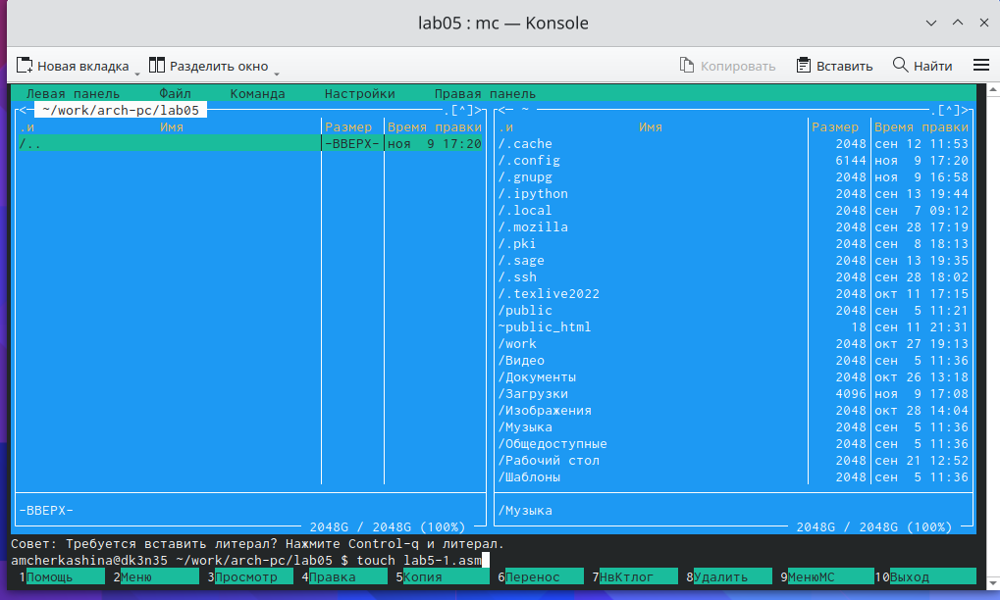 lab05 : mc — Konsole
Новая вкладка Разделить окно Копировать Вставить Найти
Левая панель Файл Команда Настройки Правая панель
<─ ~/work/arch-pc/lab05 .[^]> <─ ~ .[^]>
.и Имя Размер Время правки .и Имя Размер Время правки
/.. -ВВЕРХ- ноя 9 17:20 /.cache 2048 сен 12 11:53
/.config 6144 ноя 9 17:20
/.gnupg 2048 ноя 9 16:58
/.ipython 2048 сен 13 19:44
/.local 2048 сен 7 09:12
/.mozilla 2048 сен 28 17:19
/.pki 2048 сен 8 18:13
/.sage 2048 сен 13 19:35
/.ssh 2048 сен 28 18:02
/.texlive2022 2048 окт 11 17:15
/public 2048 сен 5 11:21
~public_html 18 сен 11 21:31
/work 2048 окт 27 19:13
/Видео 2048 сен 5 11:36
/Документы 2048 окт 26 13:18
/Загрузки 4096 ноя 9 17:08
/Изображения 2048 окт 28 14:04
/Музыка 2048 сен 5 11:36
/Общедоступные 2048 сен 5 11:36
/Рабочий стол 2048 сен 21 12:52
/Шаблоны 2048 сен 5 11:36
-ВВЕРХ- /Музыка
2048G / 2048G (100%) 2048G / 2048G (100%)
Совет: Требуется вставить литерал? Нажмите Control-q и литерал.
amcherkashina@dk3n35 ~/work/arch-pc/lab05 $ touch lab5-1.asm
1Помощь 2Меню 3Просмотр 4Правка 5Копия 6Перенос 7НвКтлог 8Удалить 9МенюМС 10Выход